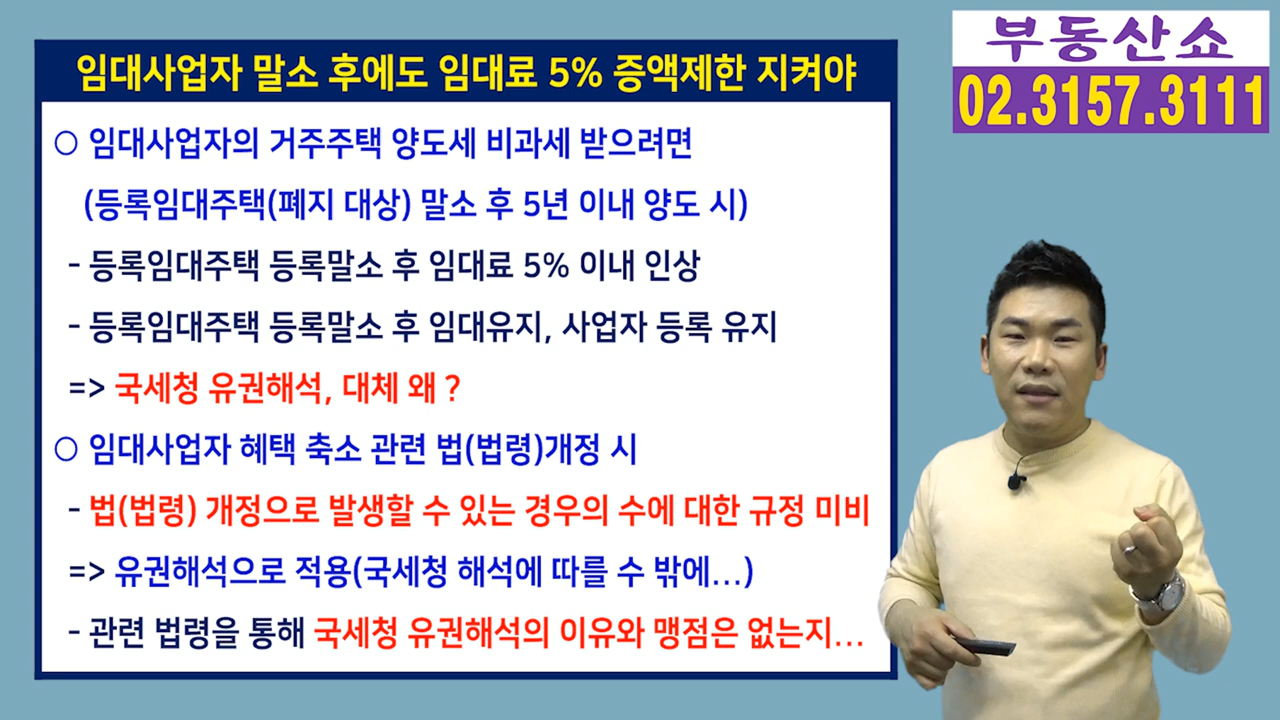 임대사업자 말소 후에도 임대료 5% 증액제한 지켜야
부동산쇼
02.3157.3111
○ 임대사업자의 거주주택 양도세 비과세 받으려면
(등록임대주택(폐지 대상) 말소 후 5년 이내 양도 시)
- 등록임대주택 등록말소 후 임대료 5% 이내 인상
- 등록임대주택 등록말소 후 임대유지, 사업자 등록 유지
=> 국세청 유권해석, 대체 왜 ?
○ 임대사업자 혜택 축소 관련 법(법령)개정 시
- 법(법령) 개정으로 발생할 수 있는 경우의 수에 대한 규정 미비
=> 유권해석으로 적용(국세청 해석에 따를 수 밖에...)
- 관련 법령을 통해 국세청 유권해석의 이유와 맹점은 없는지...